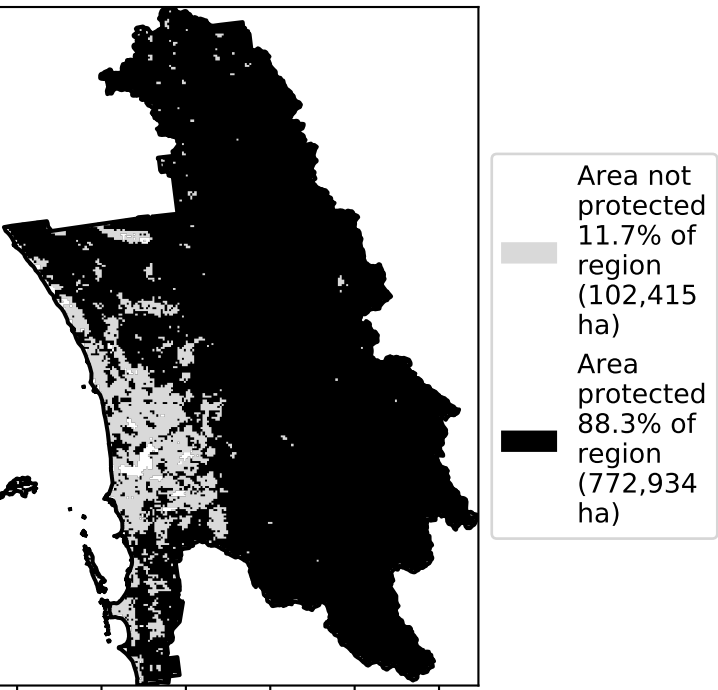 Area not
protected
11.7% of
region
(102,415
ha)
Area
protected
88.3% of
region
(772,934
ha)